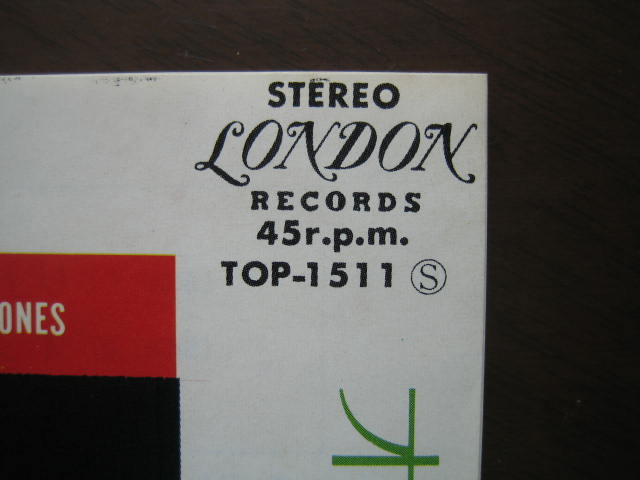 STEREO
LONDON
RECORDS
45r.p.m.
TOP-1511 Ⓢ
ONES